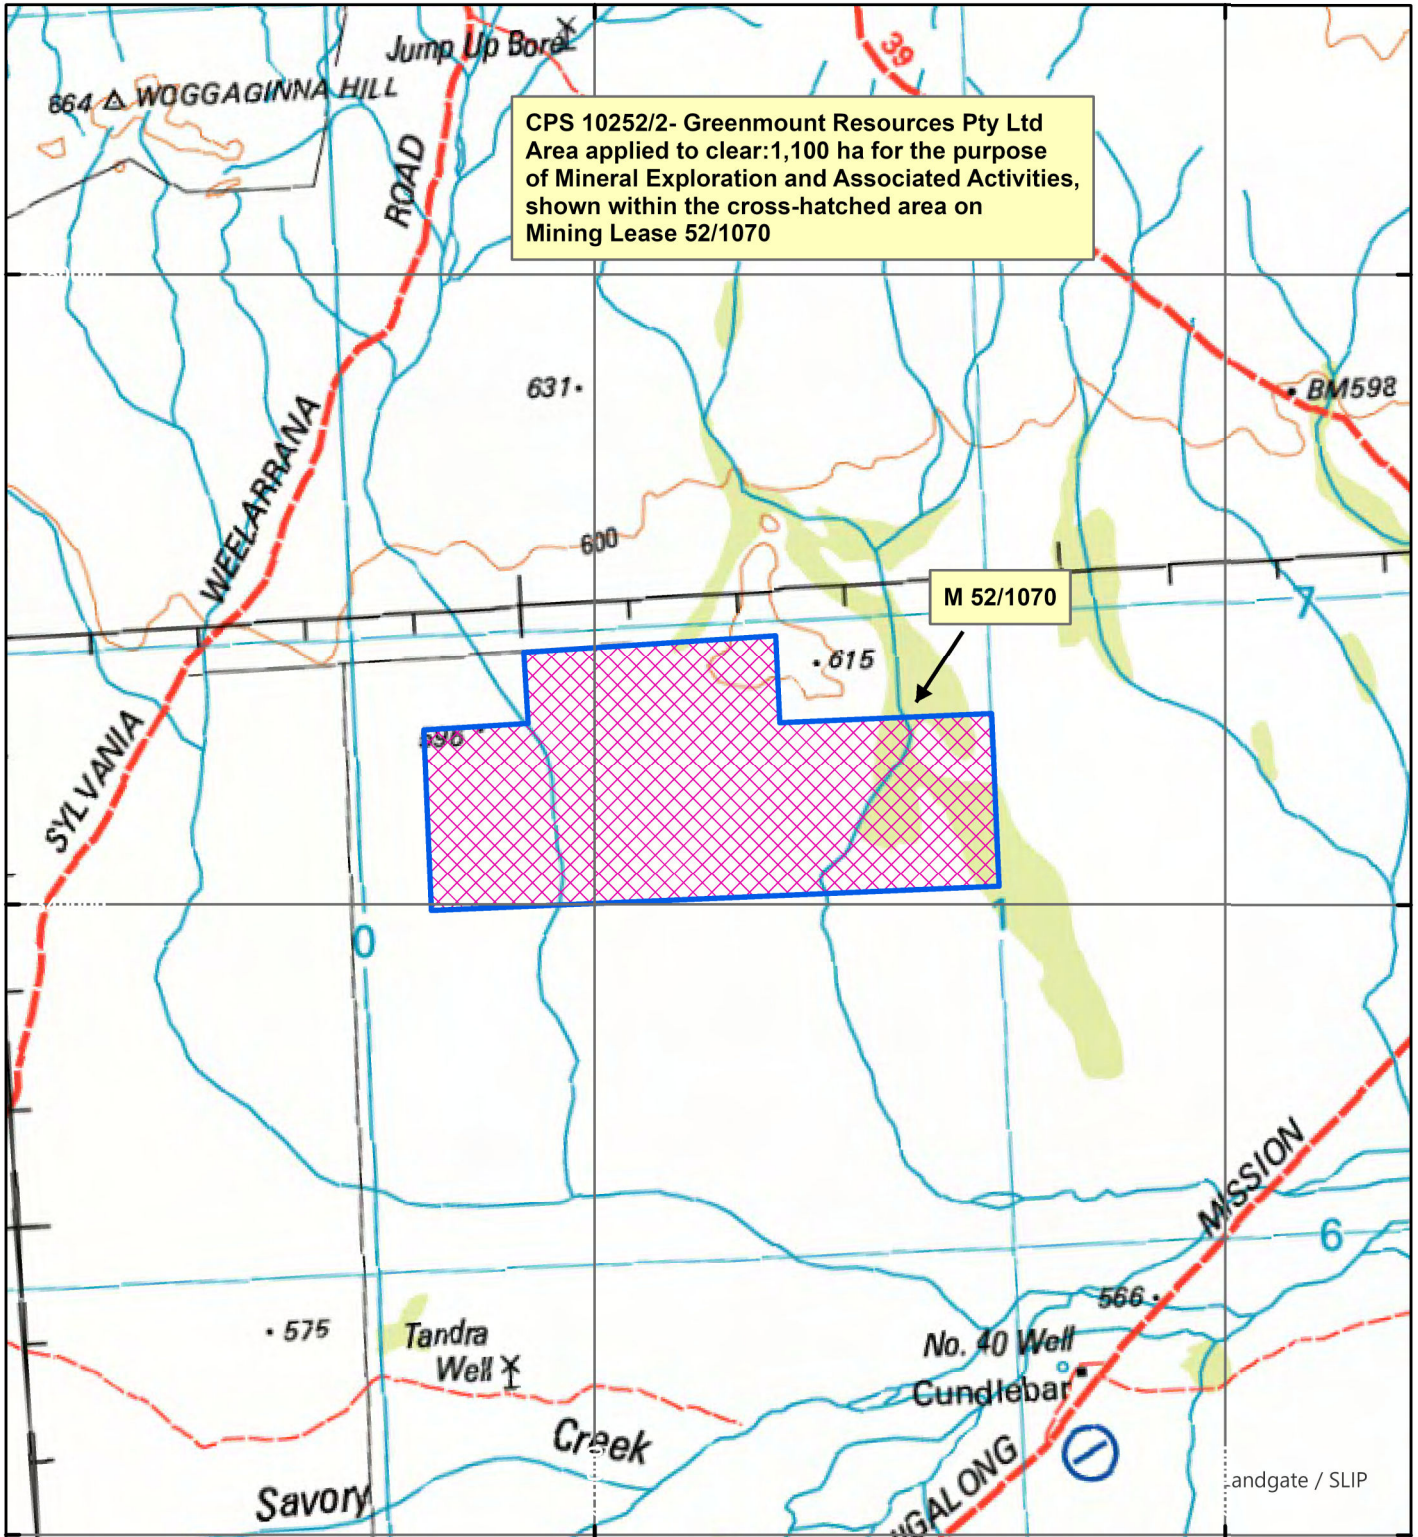 Jump Up Bore
39
664 WOGGAGINNA HILL
CPS 10252/2- Greenmount Resources Pty Ltd
Area applied to clear:1,100 ha for the purpose
of Mineral Exploration and Associated Activities,
shown within the cross-hatched area on
Mining Lease 52/1070
ROAD
631
BM598
WEELARRANA
600
M 52/1070
7
615
SYLVANIA
596
0
1
MISSION
6
566
575
Tandra
Well
No. 40 Well
Cundlebar
Creek
Savory
IGALONG
andgate / SLIP